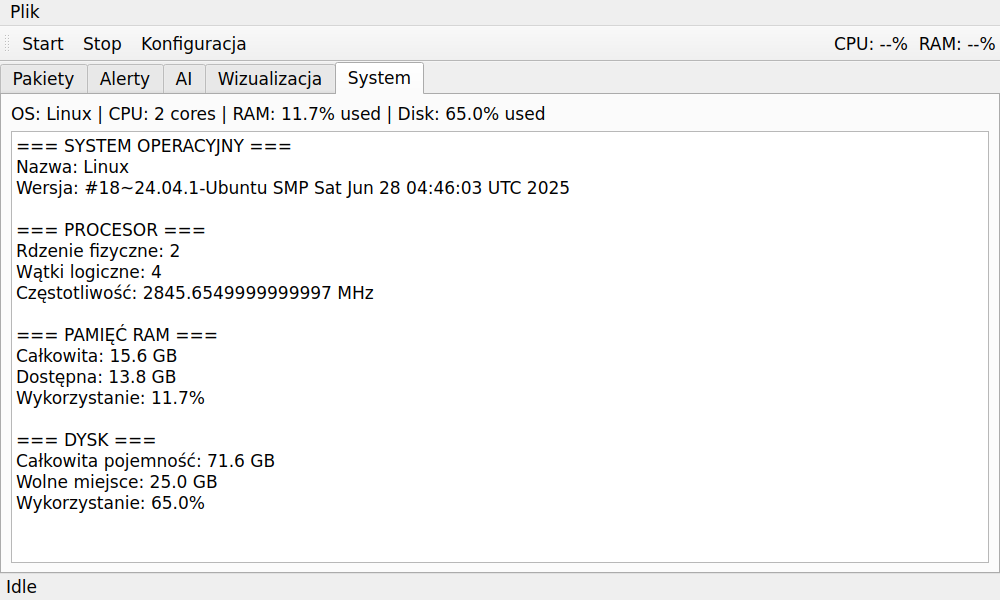 Plik
Start Stop Konfiguracja CPU: --% RAM: --%
Pakiety Alerty AI Wizualizacja System
OS: Linux | CPU: 2 cores | RAM: 11.7% used | Disk: 65.0% used
=== SYSTEM OPERACYJNY ===
Nazwa: Linux
Wersja: #18~24.04.1-Ubuntu SMP Sat Jun 28 04:46:03 UTC 2025
=== PROCESOR ===
Rdzenie fizyczne: 2
Wątki logiczne: 4
Częstotliwość: 2845.6549999999997 MHz
=== PAMIĘĆ RAM ===
Całkowita: 15.6 GB
Dostępna: 13.8 GB
Wykorzystanie: 11.7%
=== DYSK ===
Całkowita pojemność: 71.6 GB
Wolne miejsce: 25.0 GB
Wykorzystanie: 65.0%
Idle